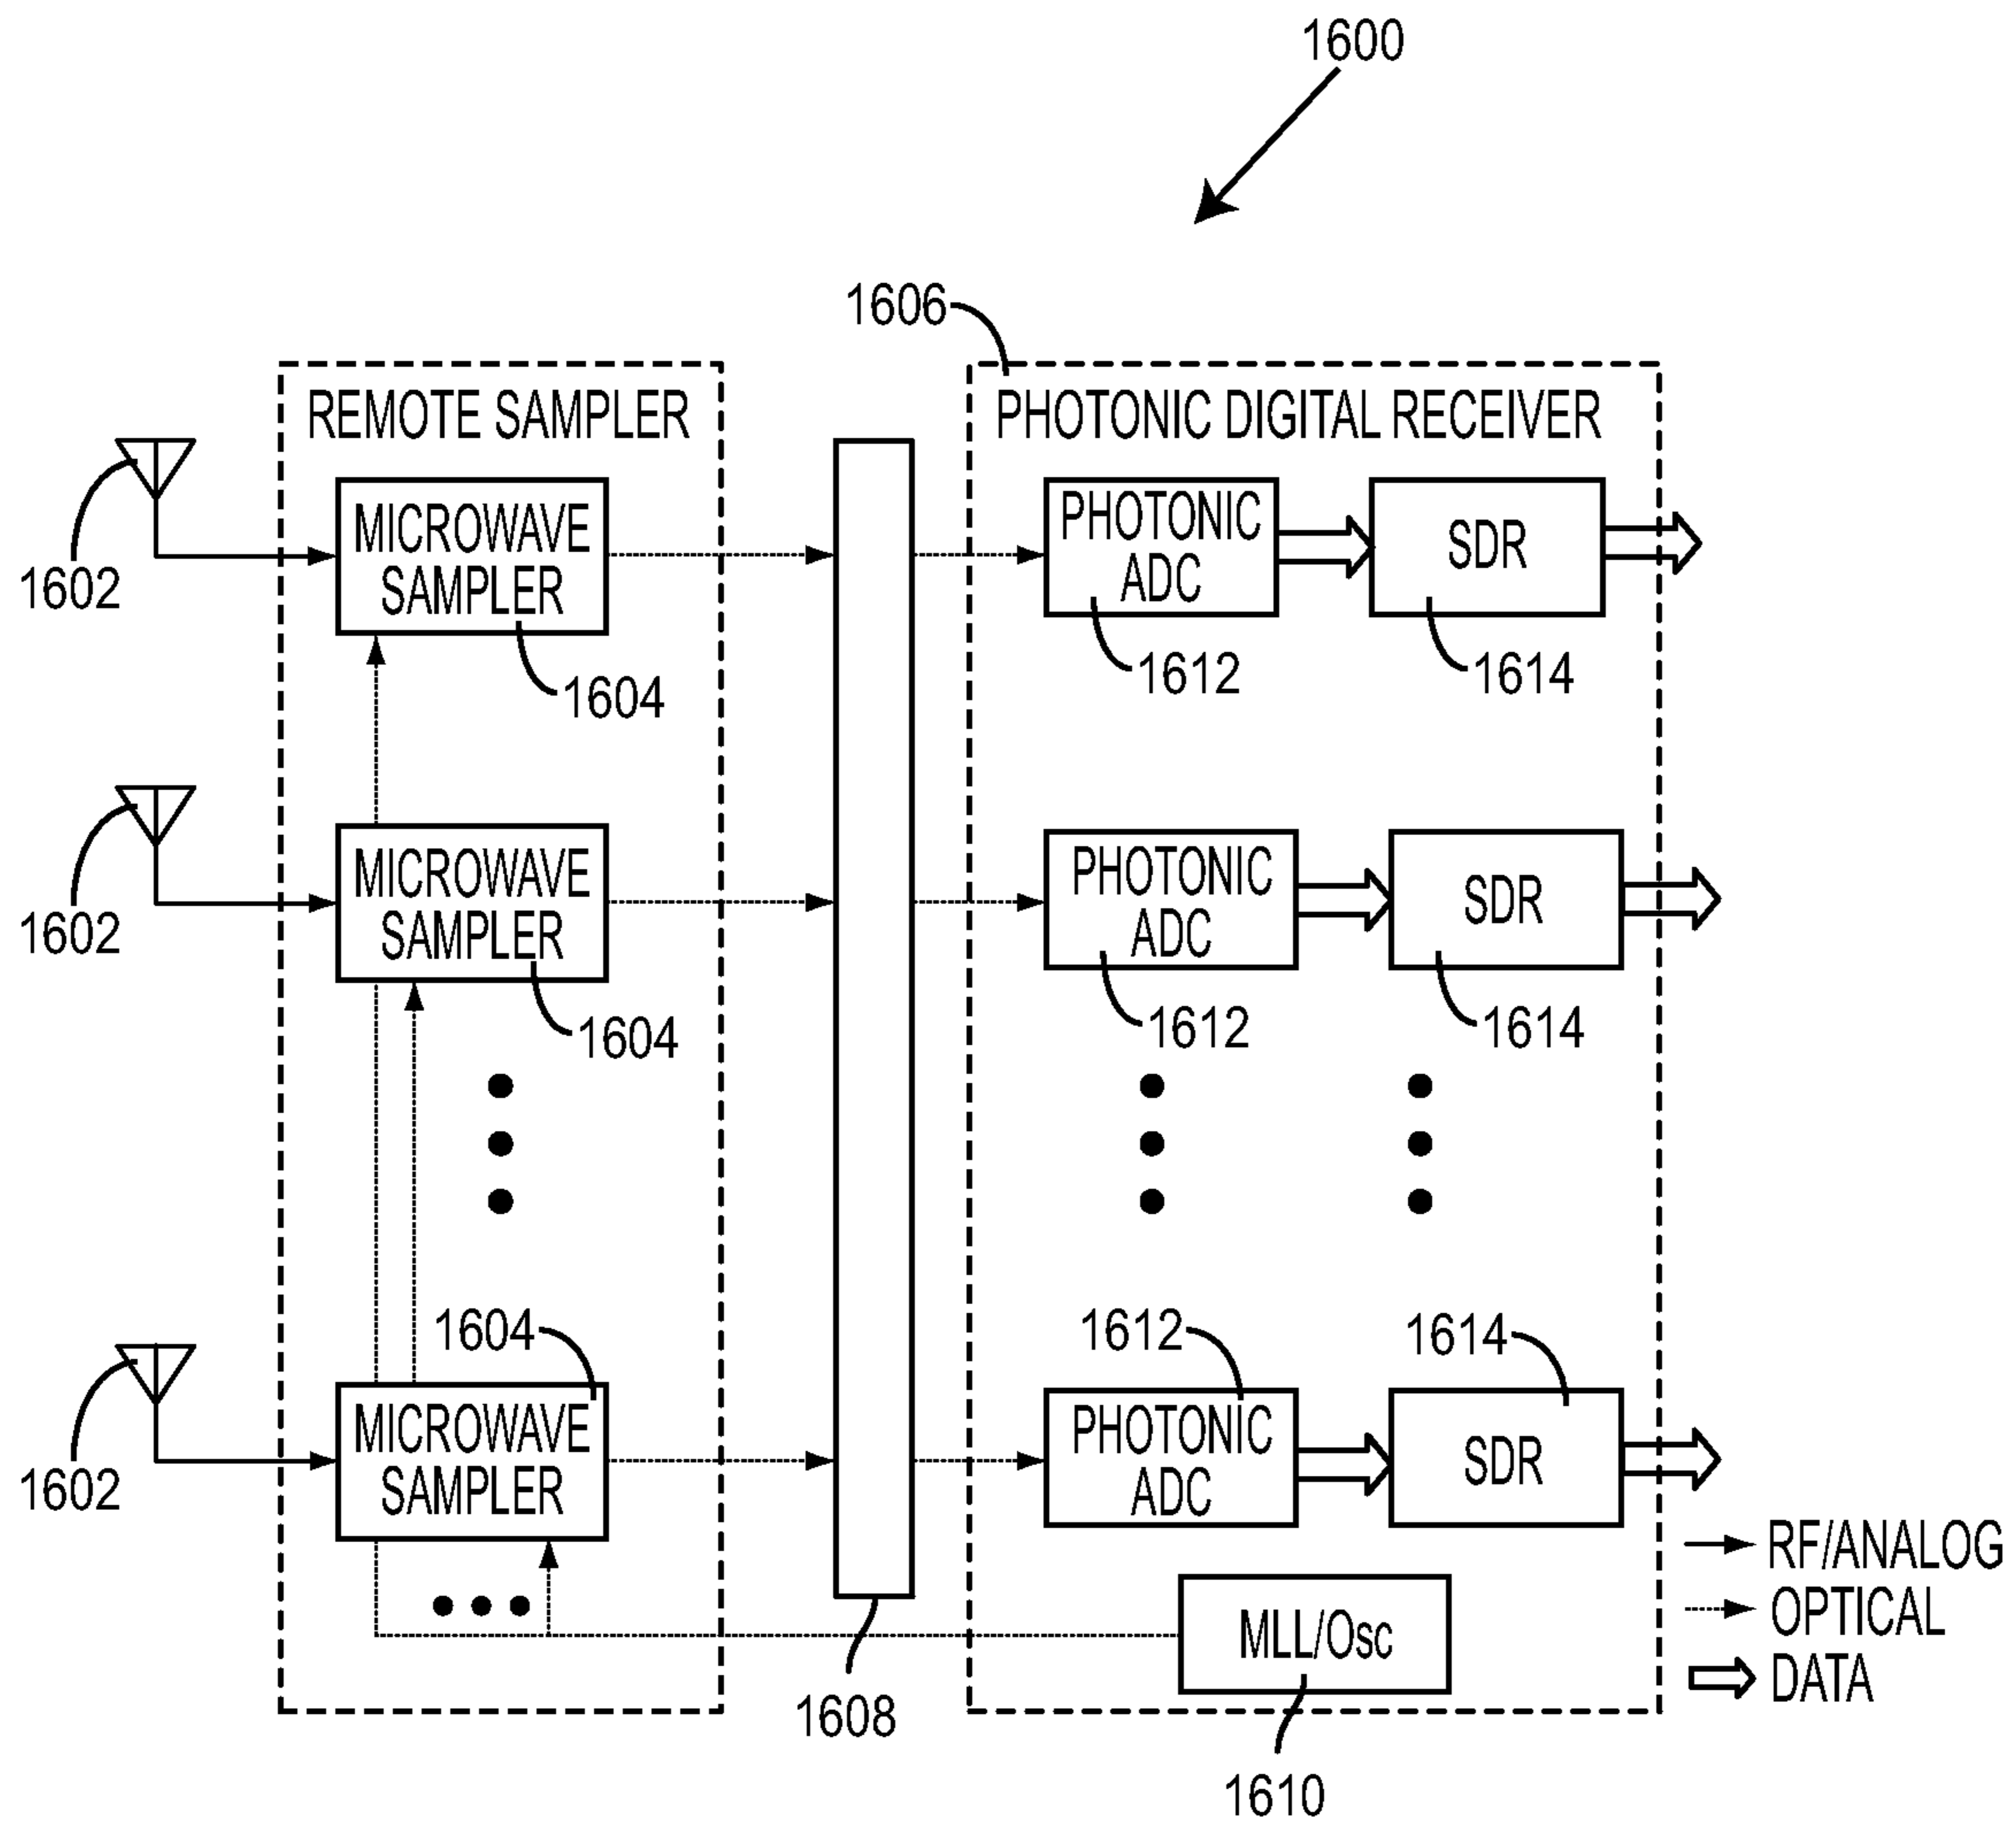 1600
1606
REMOTE SAMPLER
PHOTONIC DIGITAL RECEIVER
MICROWAVE
SAMPLER
PHOTONIC
ADC
SDR
1602
1604
1612
1614
MICROWAVE
SAMPLER
PHOTONIC
ADC
SDR
1602
1604
1612
1614
1604
1612
1614
MICROWAVE
SAMPLER
PHOTONIC
ADC
SDR
1602
RF/ANALOG
OPTICAL
DATA
MLL/Osc
1608
1610